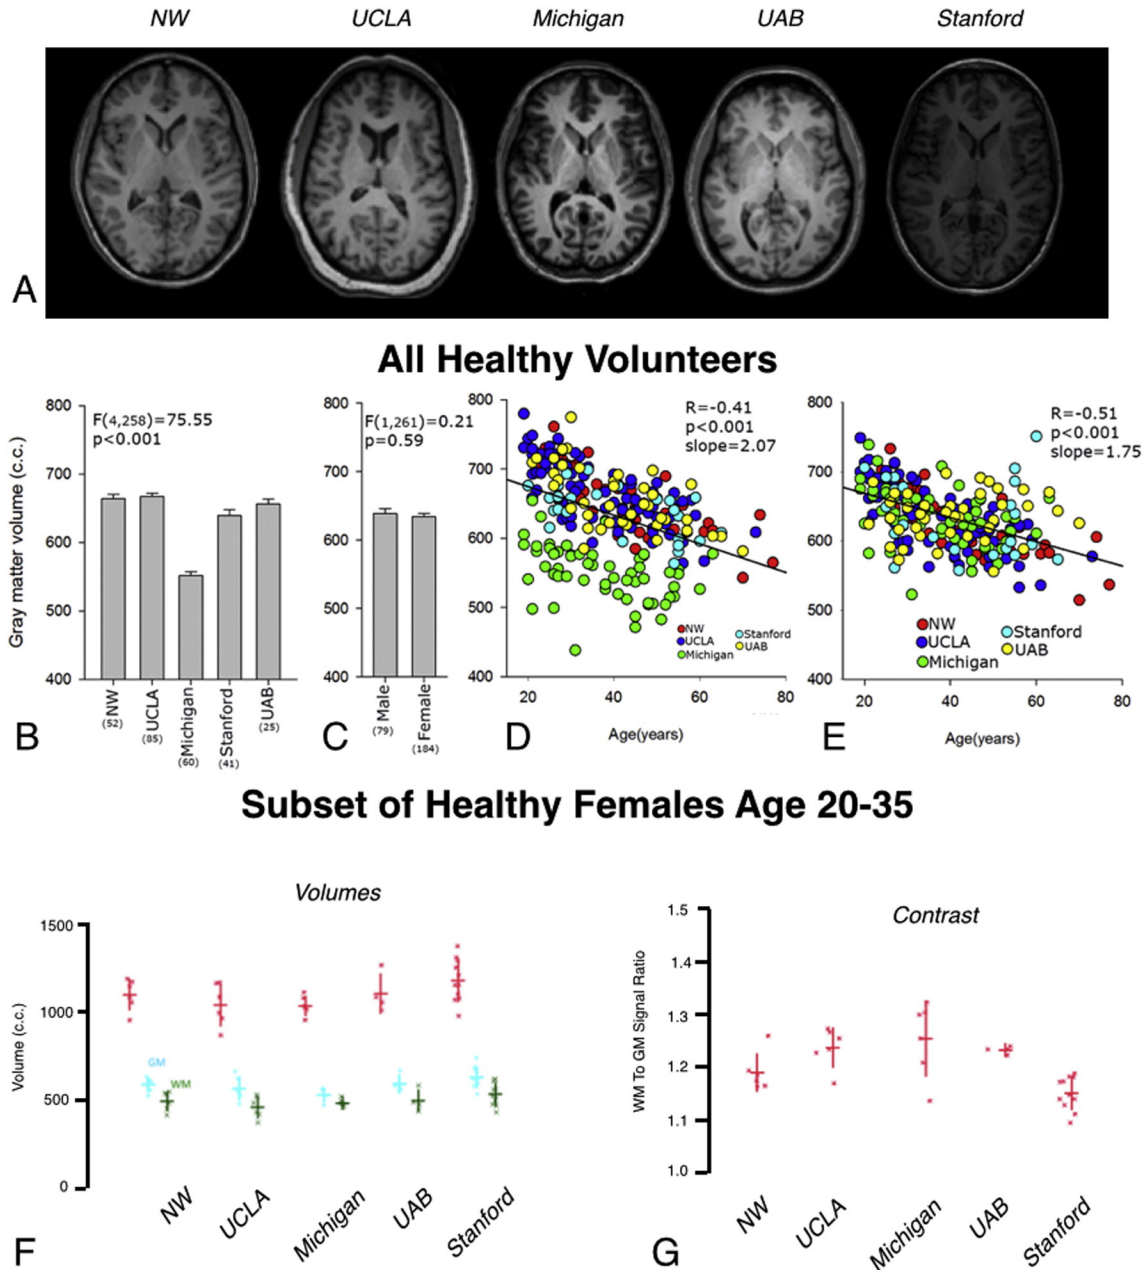 NW UCLA Michigan UAB Stanford
A
All Healthy Volunteers
Gray matter volume (c.c.)
800
700
600
500
400
F(4,258)=75.55
p<0.001
NW
(52)
UCLA
(85)
Michigan
(60)
Stanford
(41)
UAB
(25)
B
800
700
600
500
400
F(1,261)=0.21
p=0.59
Male
(79)
Female
(184)
C
800
700
600
500
400
R=-0.41
p<0.001
slope=2.07
NW
UCLA
Michigan
Stanford
UAB
20 40 60 80
Age(years)
D
800
700
600
500
400
R=-0.51
p<0.001
slope=1.75
NW
UCLA
Michigan
Stanford
UAB
20 40 60 80
Age(years)
E
Subset of Healthy Females Age 20-35
Volumes
Volume (c.c.)
1500
1000
500
0
GM
WM
NW
UCLA
Michigan
UAB
Stanford
F
Contrast
WM To GM Signal Ratio
1.5
1.4
1.3
1.2
1.1
1.0
NW
UCLA
Michigan
UAB
Stanford
G